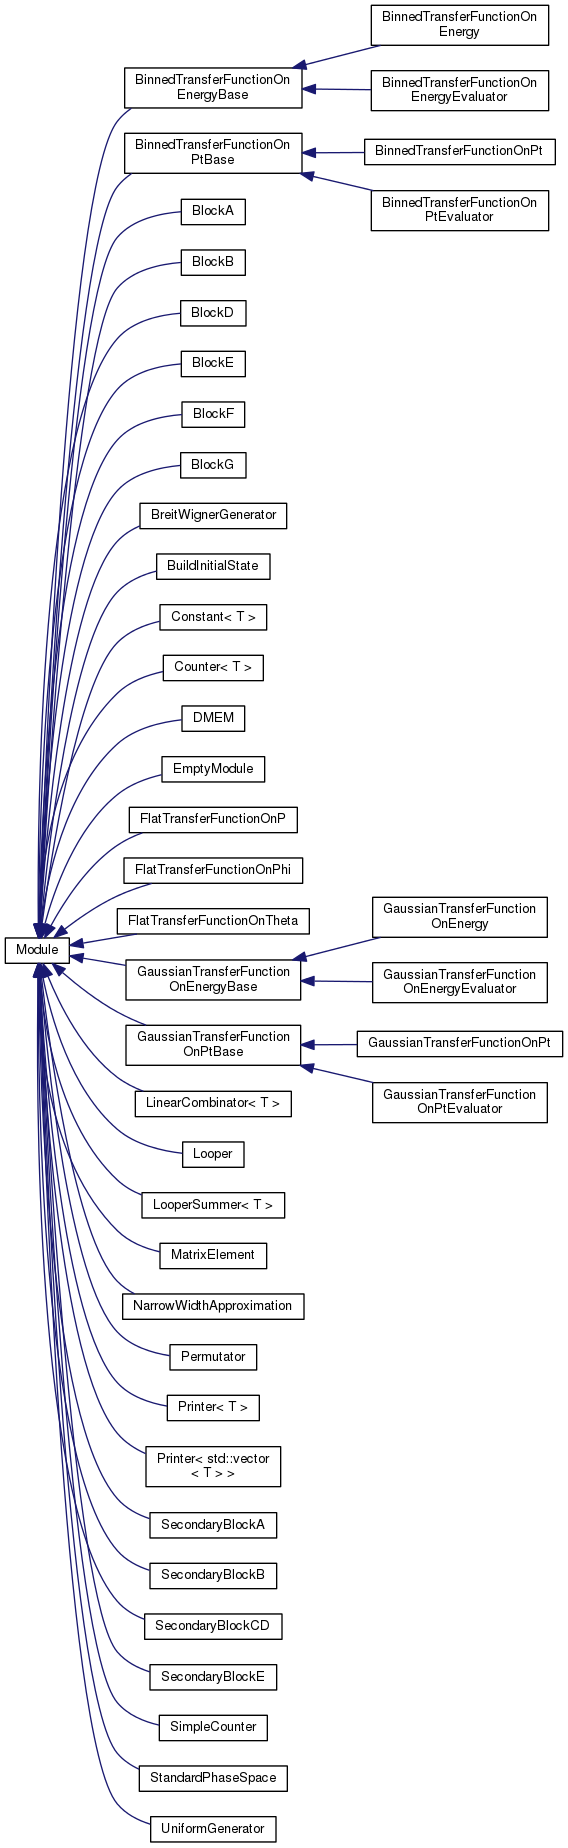 BinnedTransferFunctionOn
Energy
BinnedTransferFunctionOn
EnergyBase
BinnedTransferFunctionOn
EnergyEvaluator
BinnedTransferFunctionOn
PtBase
BinnedTransferFunctionOnPt
BinnedTransferFunctionOn
PtEvaluator
BlockA
BlockB
BlockD
BlockE
BlockF
BlockG
BreitWignerGenerator
BuildInitialState
Constant< T >
Counter< T >
DMEM
EmptyModule
FlatTransferFunctionOnP
FlatTransferFunctionOnPhi
FlatTransferFunctionOnTheta
Module
GaussianTransferFunction
OnEnergy
GaussianTransferFunction
OnEnergyBase
GaussianTransferFunction
OnEnergyEvaluator
GaussianTransferFunction
OnPtBase
GaussianTransferFunctionOnPt
GaussianTransferFunction
OnPtEvaluator
LinearCombinator< T >
Looper
LooperSummer< T >
MatrixElement
NarrowWidthApproximation
Permutator
Printer< T >
Printer< std::vector
< T > >
SecondaryBlockA
SecondaryBlockB
SecondaryBlockCD
SecondaryBlockE
SimpleCounter
StandardPhaseSpace
UniformGenerator